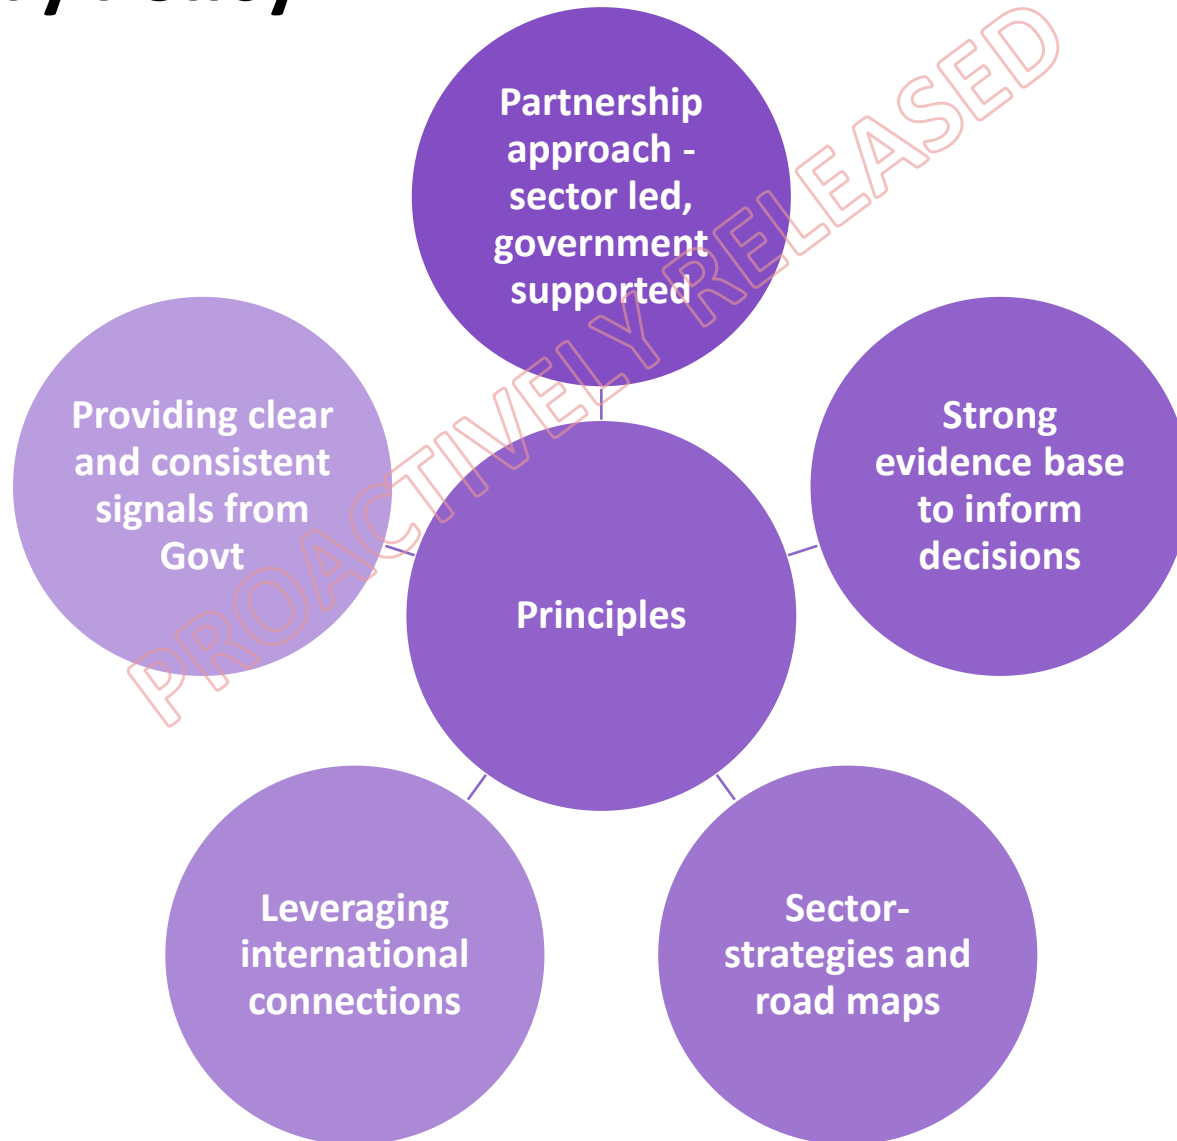 Partnership
approach -
sector led,
government
supported
Strong
evidence base
to inform
decisions
Sector-
strategies and
road maps
Leveraging
international
connections
Providing clear
and consistent
signals from
Govt
Principles
PROACTIVELY RELEASED